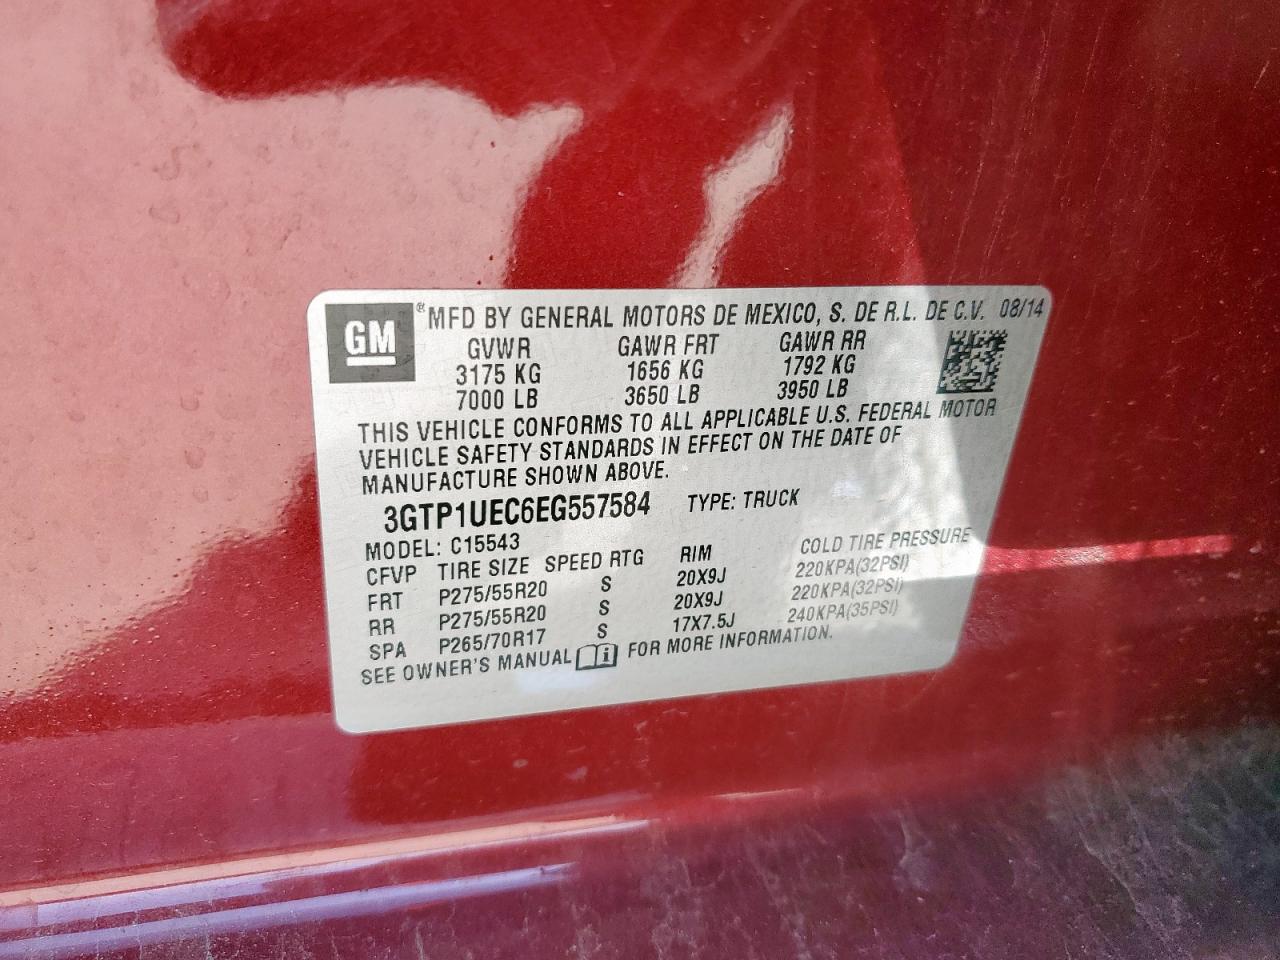 GM ® MFD BY GENERAL MOTORS DE MEXICO, S. DE R.L. DE C.V. 08/14
GVWR GAWR FRT GAWR RR
3175 KG 1656 KG 1792 KG
7000 LB 3650 LB 3950 LB
THIS VEHICLE CONFORMS TO ALL APPLICABLE U.S. FEDERAL MOTOR
VEHICLE SAFETY STANDARDS IN EFFECT ON THE DATE OF
MANUFACTURE SHOWN ABOVE.
3GTP1UEC6EG557584 TYPE: TRUCK
MODEL: C15543
CFVP TIRE SIZE SPEED RTG RIM COLD TIRE PRESSURE
FRT P275/55R20 S 20X9J 220KPA(32PSI)
RR P275/55R20 S 20X9J 220KPA(32PSI)
SPA P265/70R17 S 17X7.5J 240KPA(35PSI)
SEE OWNER'S MANUAL i FOR MORE INFORMATION.